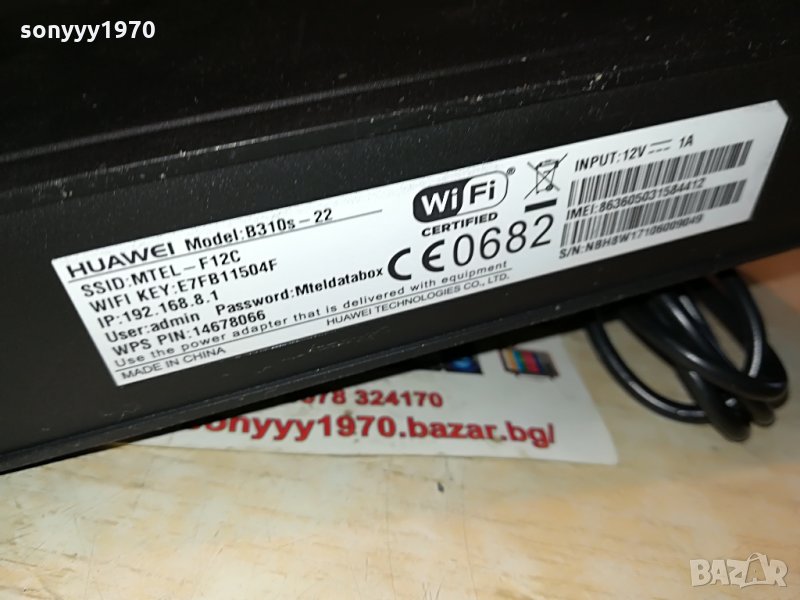 sonyyy1970
HUAWEI Model:B310s-22
SSID:MTEL-F12C
WIFI KEY:E7FB11504F
IP:192.168.8.1
User:admin Password:Mteldatabox
WPS PIN:14678066
Use the power adapter that is delivered with equipment.
MADE IN CHINA
HUAWEI TECHNOLOGIES CO., LTD.
WiFi®
CERTIFIED
CE0682
INPUT:12V⎓1A
IMEI:863605031584412
S/N:NBH8W17106009049
078 324170
sonyyy1970.bazar.bg/
BAZAR